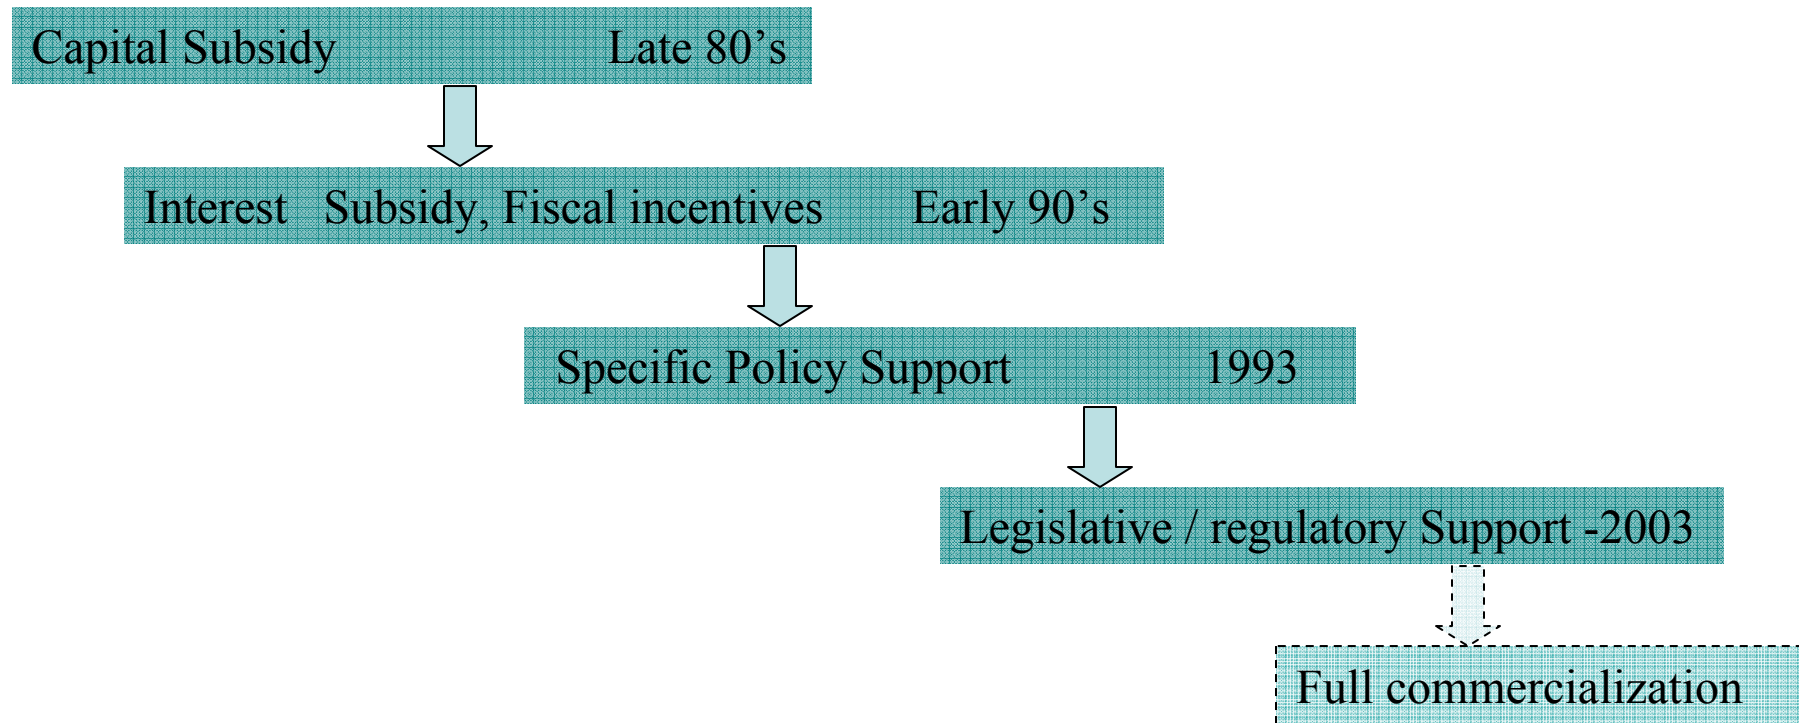 Capital Subsidy Late 80’s
Interest Subsidy, Fiscal incentives Early 90’s
Specific Policy Support 1993
Legislative / regulatory Support -2003
Full commercialization